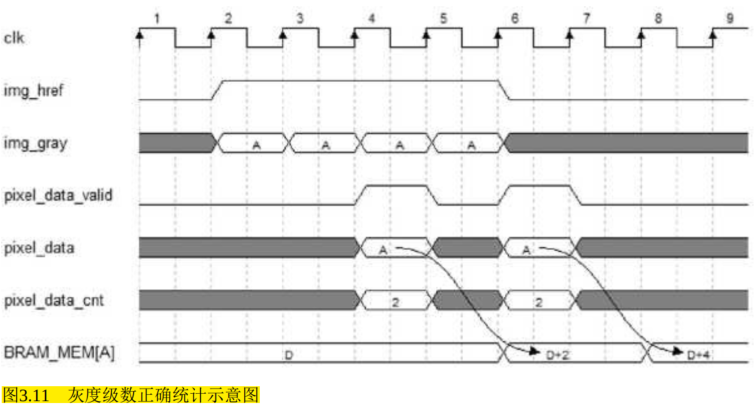 1 2 3 4 5 6 7 8 9
clk
img_href
img_gray A A A A
pixel_data_valid
pixel_data A A
pixel_data_cnt 2 2
BRAM_MEM[A] D D+2 D+4
图3.11 灰度级数正确统计示意图